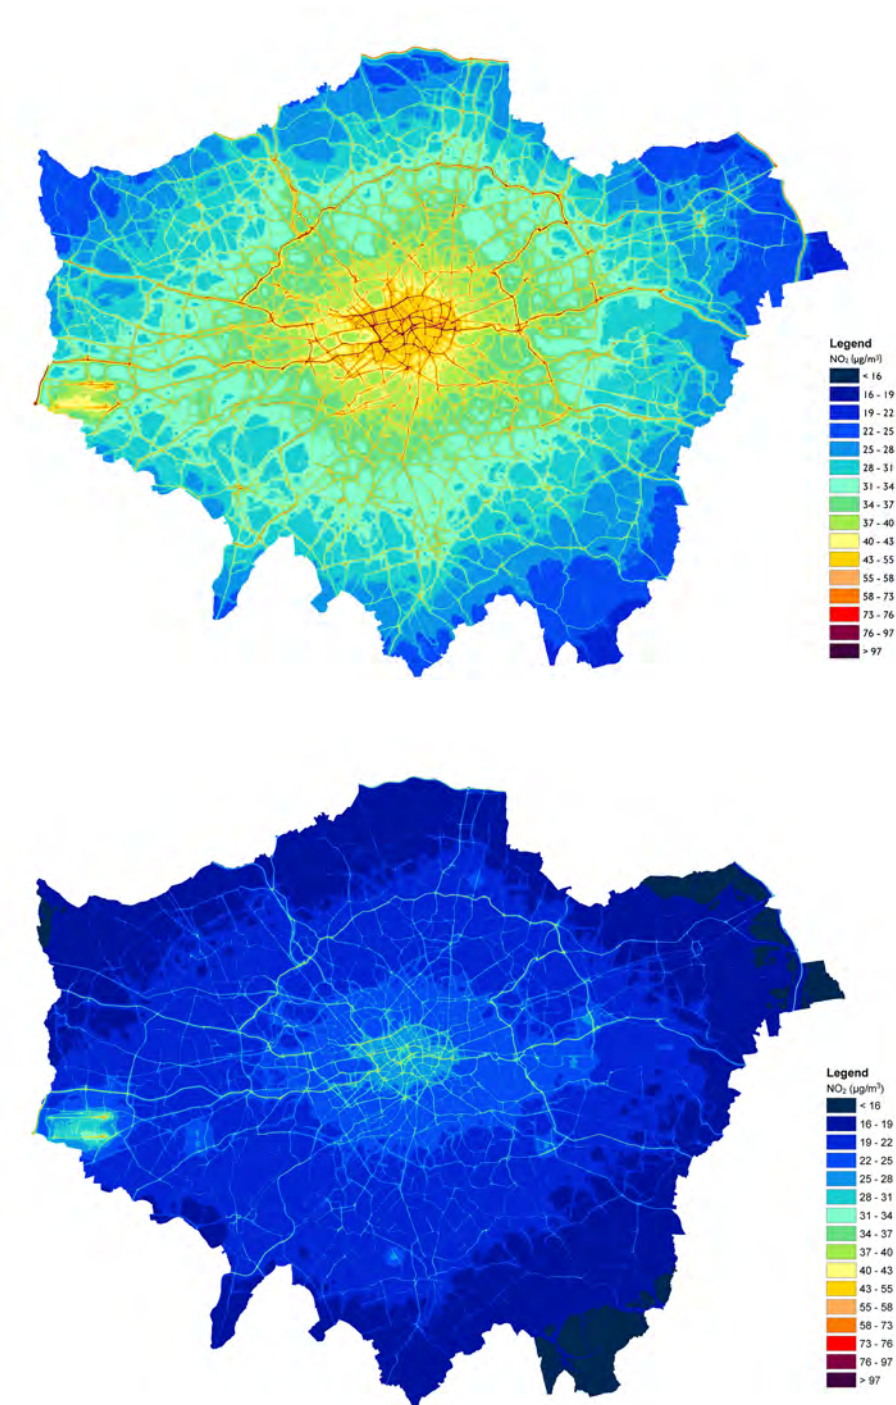 Legend
NO₂ (µg/m³)
< 16
16 - 19
19 - 22
22 - 25
25 - 28
28 - 31
31 - 34
34 - 37
37 - 40
40 - 43
43 - 55
55 - 58
58 - 73
73 - 76
76 - 97
> 97
Legend
NO₂ (µg/m³)
< 16
16 - 19
19 - 22
22 - 25
25 - 28
28 - 31
31 - 34
34 - 37
37 - 40
40 - 43
43 - 55
55 - 58
58 - 73
73 - 76
76 - 97
> 97